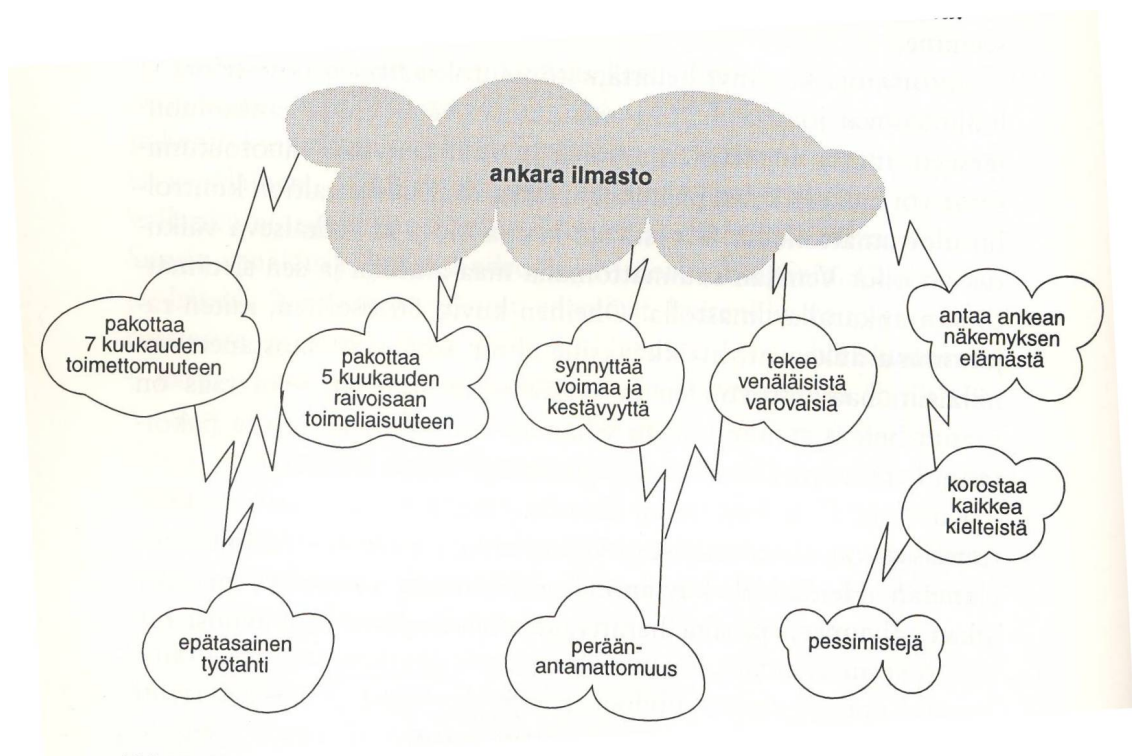 ankara ilmasto
pakottaa
7 kuukauden
toimettomuuteen
pakottaa
5 kuukauden
raivoisaan
toimeliaisuuteen
synnyttää
voimaa ja
kestävyyttä
tekee
venäläisistä
varovaisia
antaa ankean
näkemyksen
elämästä
korostaa
kaikkea
kielteistä
epätasainen
työtahti
perään-
antamattomuus
pessimistejä